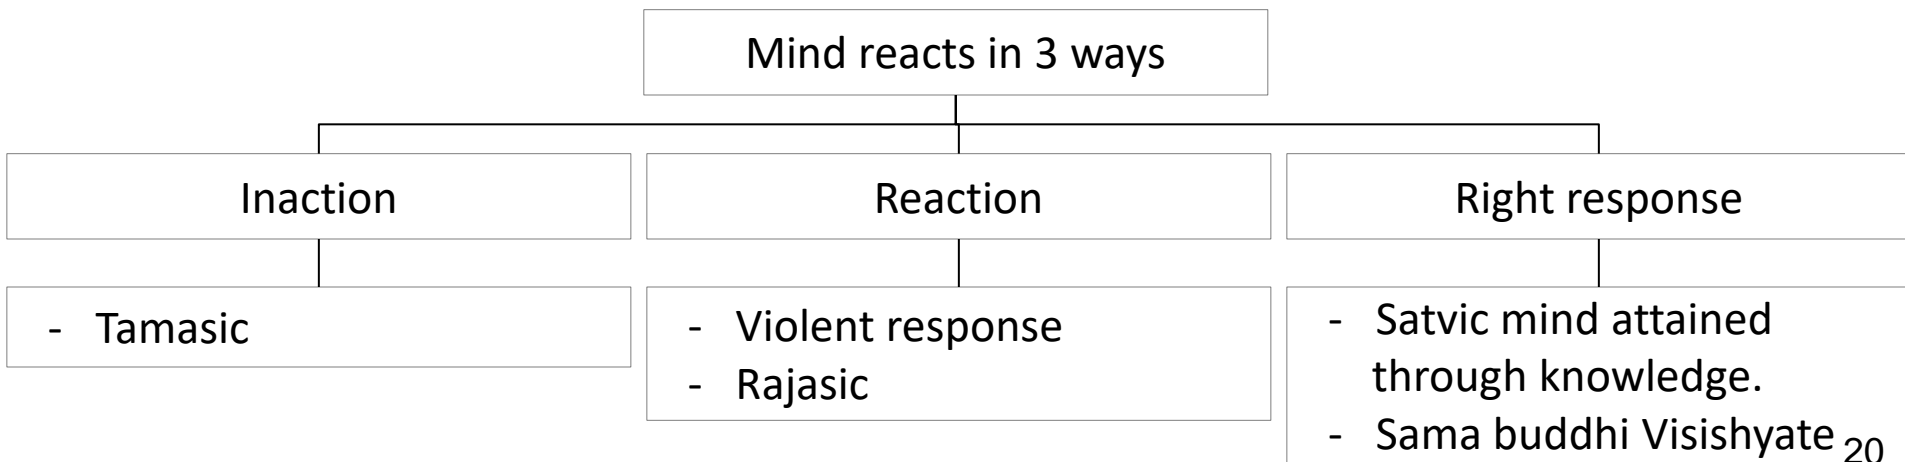 Mind reacts in 3 ways
Inaction
Reaction
Right response
- Tamasic
- Violent response
- Rajasic
- Satvic mind attained
through knowledge.
- Sama buddhi Visishyate
20